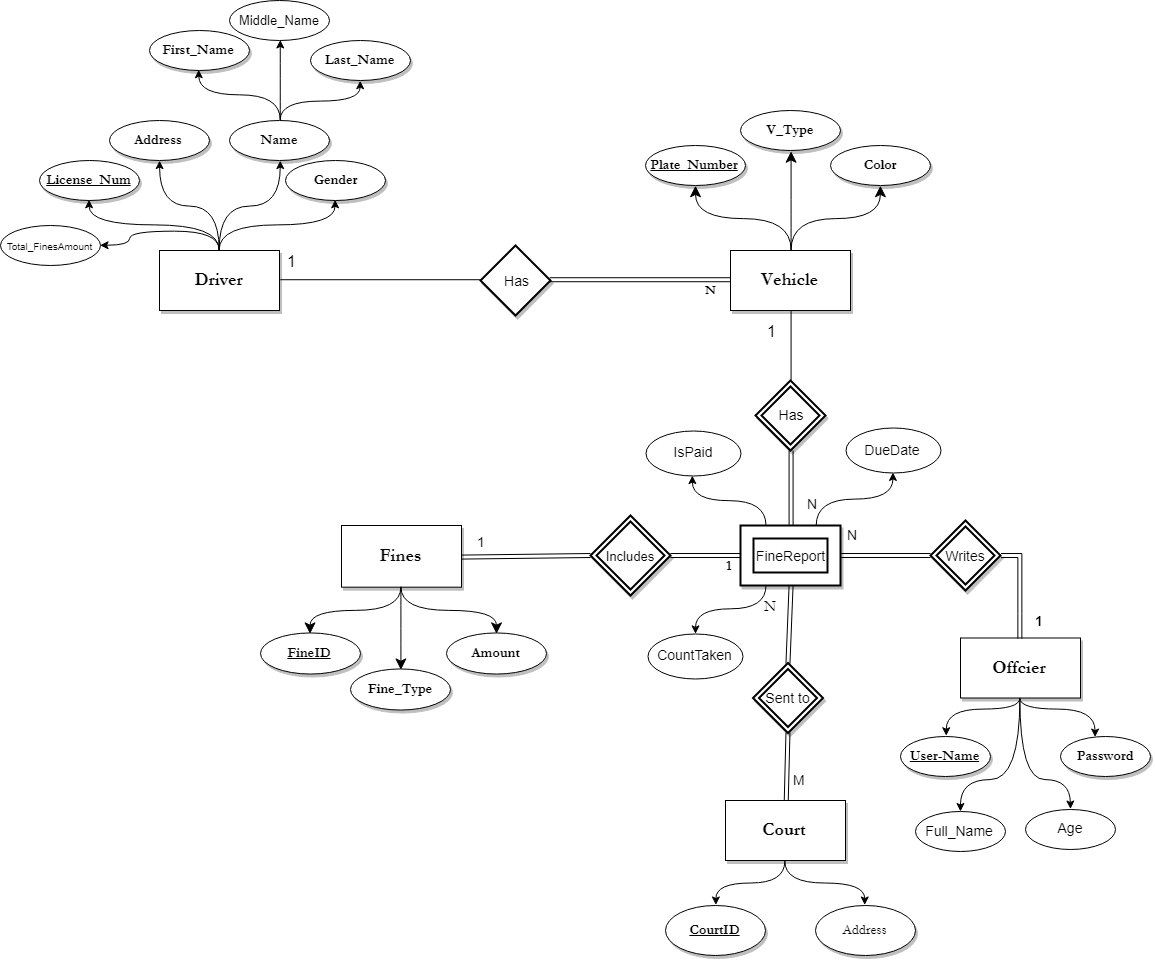 Middle_Name
First_Name
Last_Name
Address
Name
License_Num
Gender
Total_FinesAmount
Driver
1
Has
N
Vehicle
V_Type
Plate_Number
Color
1
Has
IsPaid
DueDate
N
N
Fines
1
Includes
1
FineReport
Writes
N
1
FineID
Fine_Type
Amount
CountTaken
Sent to
Offcier
User-Name
Password
Full_Name
Age
M
Court
CourtID
Address